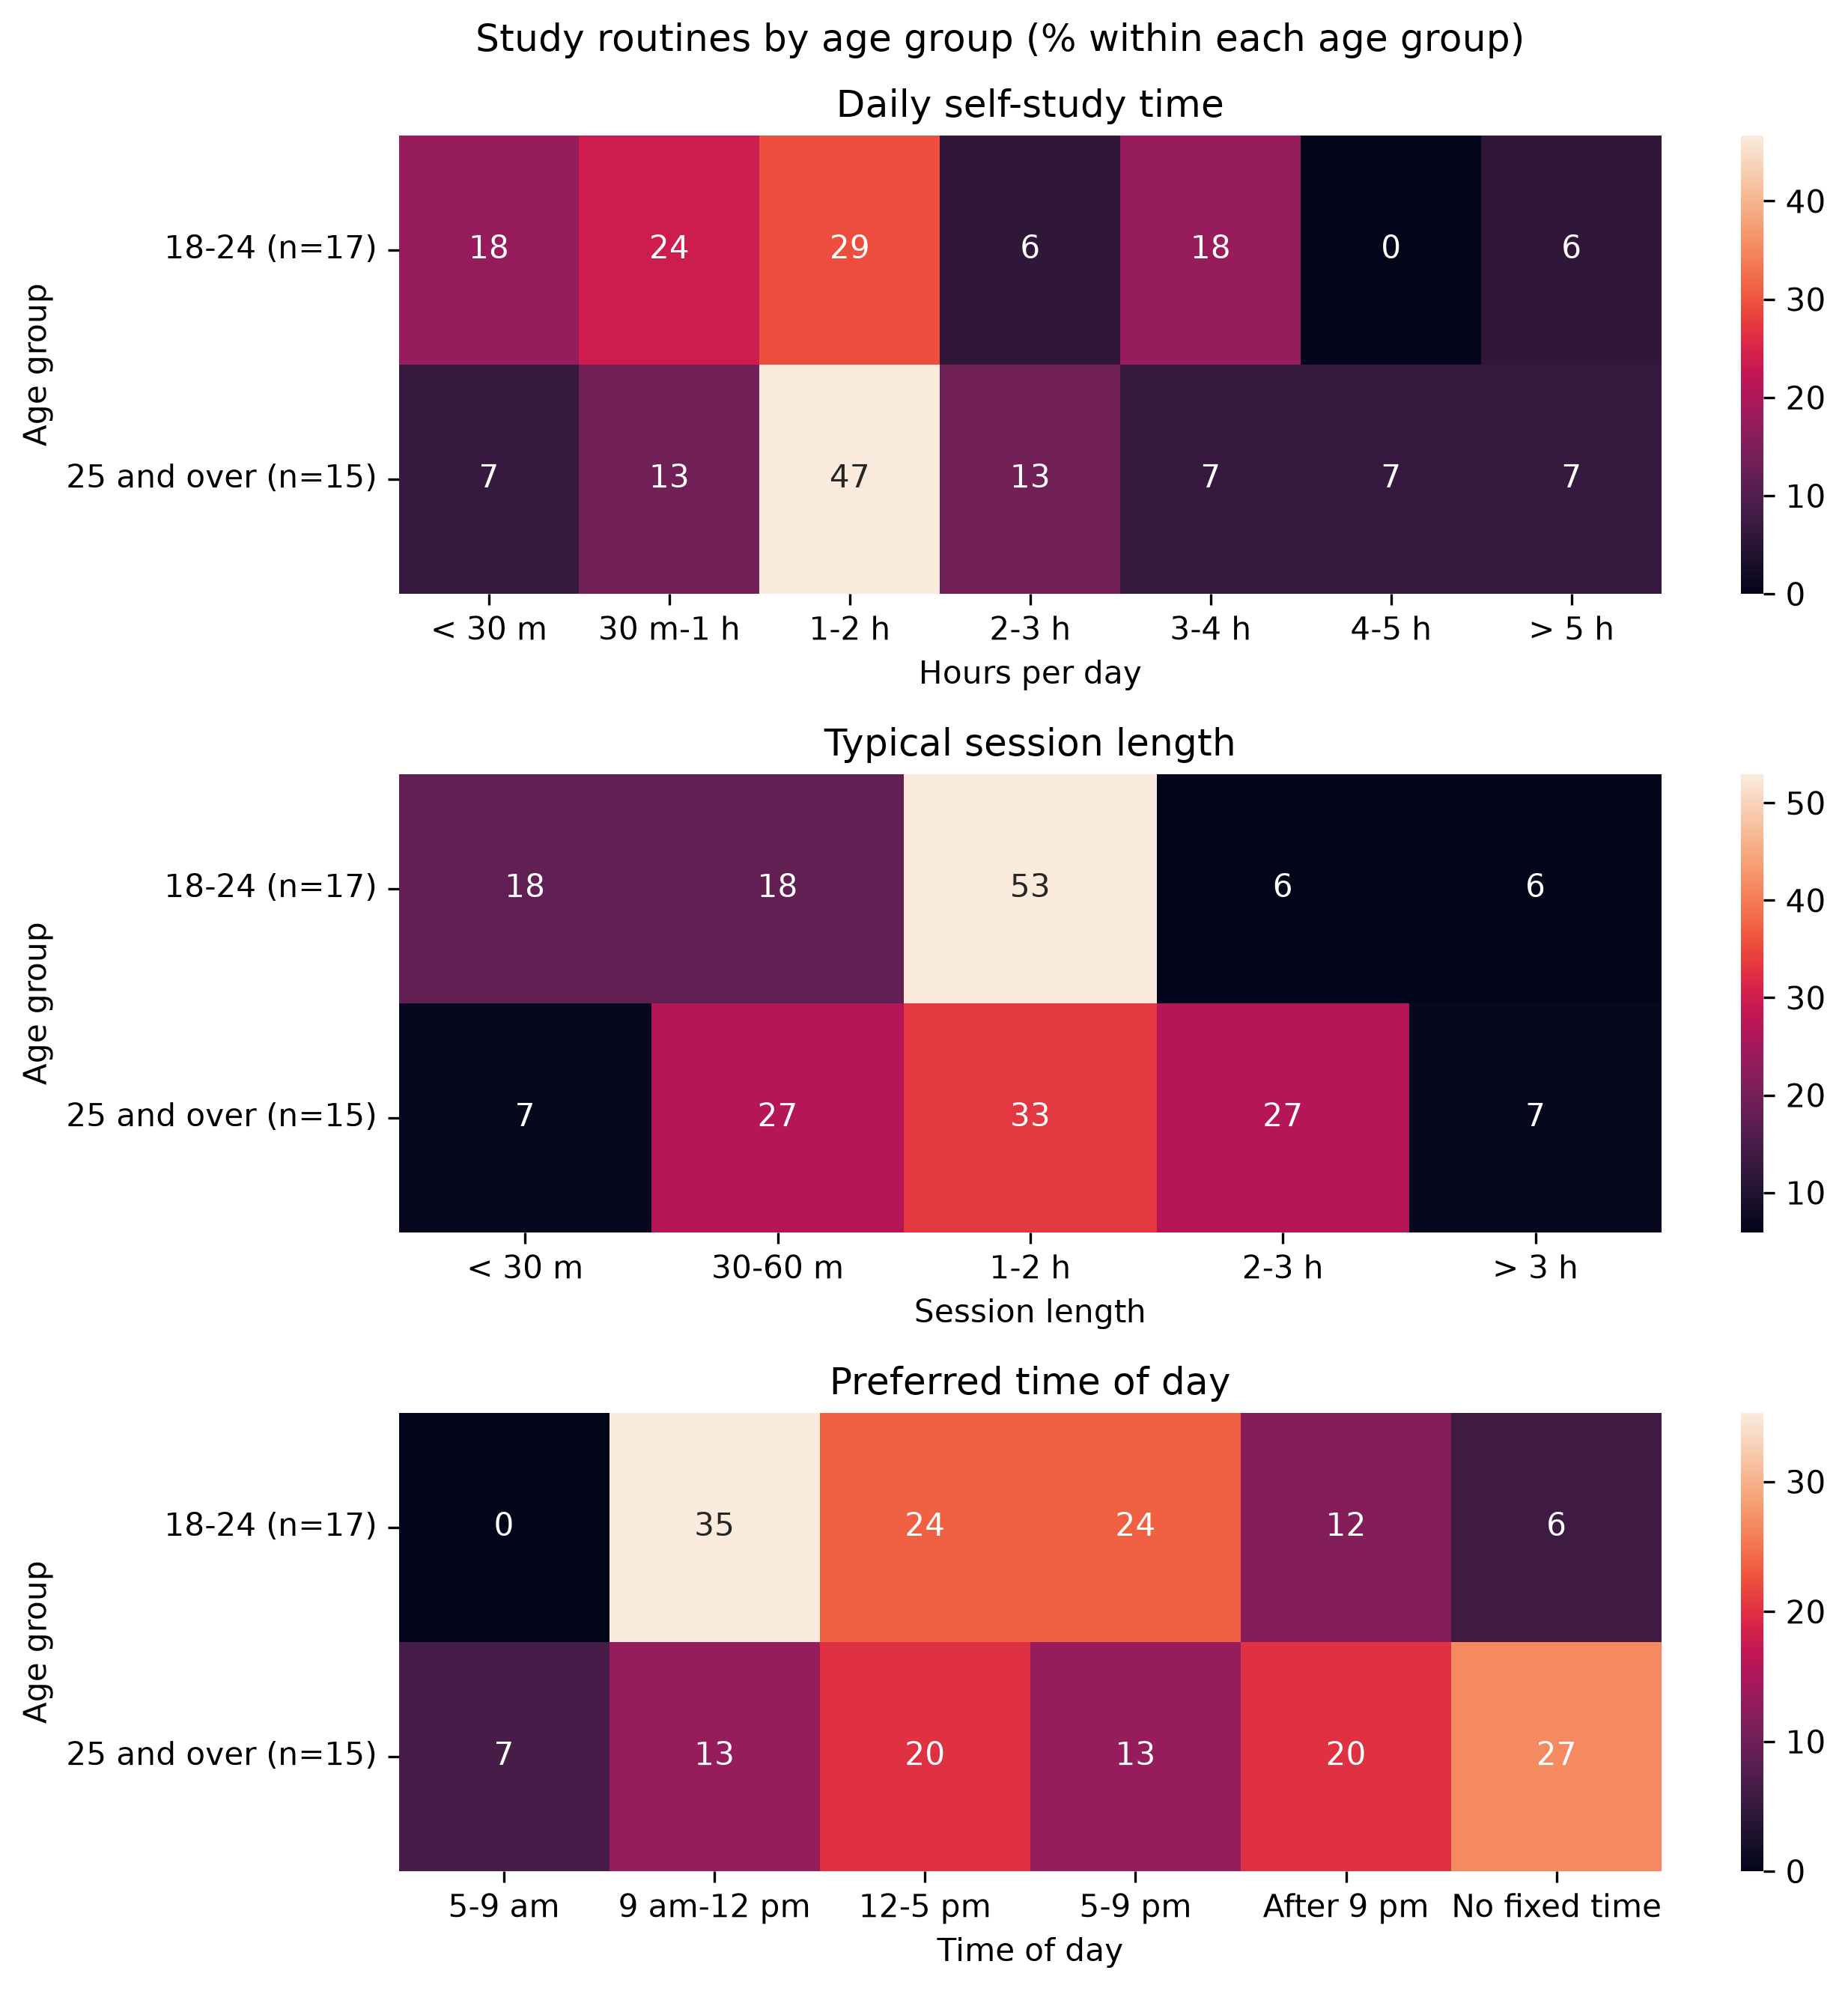 Study routines by age group (% within each age group)
Daily self-study time
Age group
18-24 (n=17)
18 24 29 6 18 0 6
25 and over (n=15)
7 13 47 13 7 7 7
< 30 m 30 m-1 h 1-2 h 2-3 h 3-4 h 4-5 h > 5 h
Hours per day
40
30
20
10
0
Typical session length
Age group
18-24 (n=17)
18 18 53 6 6
25 and over (n=15)
7 27 33 27 7
< 30 m 30-60 m 1-2 h 2-3 h > 3 h
Session length
50
40
30
20
10
Preferred time of day
Age group
18-24 (n=17)
0 35 24 24 12 6
25 and over (n=15)
7 13 20 13 20 27
5-9 am 9 am-12 pm 12-5 pm 5-9 pm After 9 pm No fixed time
Time of day
30
20
10
0